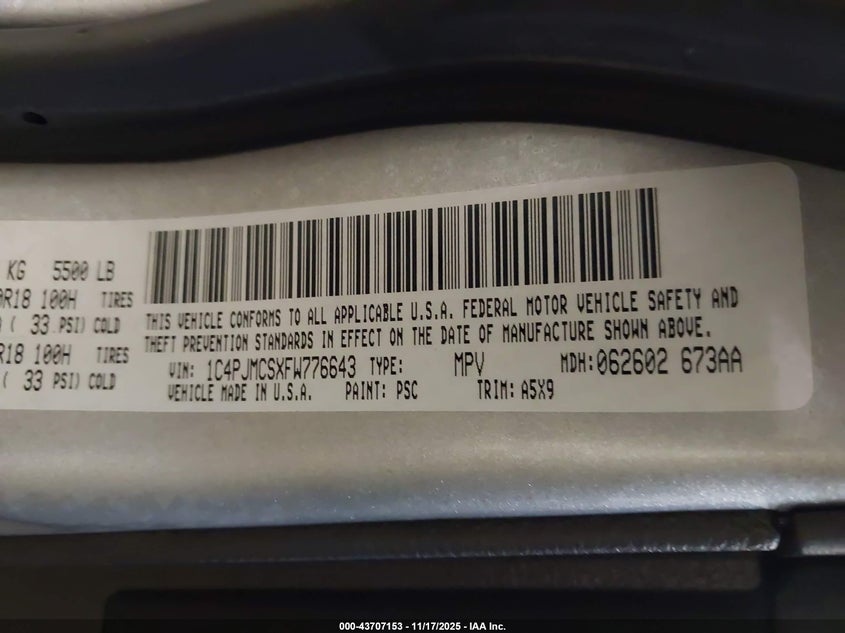 KG 5500 LB
R18 100H TIRES
( 33 PSI) COLD
R18 100H TIRES
( 33 PSI) COLD
THIS VEHICLE CONFORMS TO ALL APPLICABLE U.S.A. FEDERAL MOTOR VEHICLE SAFETY AND
THEFT PREVENTION STANDARDS IN EFFECT ON THE DATE OF MANUFACTURE SHOWN ABOVE.
VIN: 1C4PJMCSXFW776643 TYPE: MPV MDH: 062602 673AA
VEHICLE MADE IN U.S.A. PAINT: PSC TRIM: A5X9
000-43707153 - 11/17/2025 - IAA Inc.